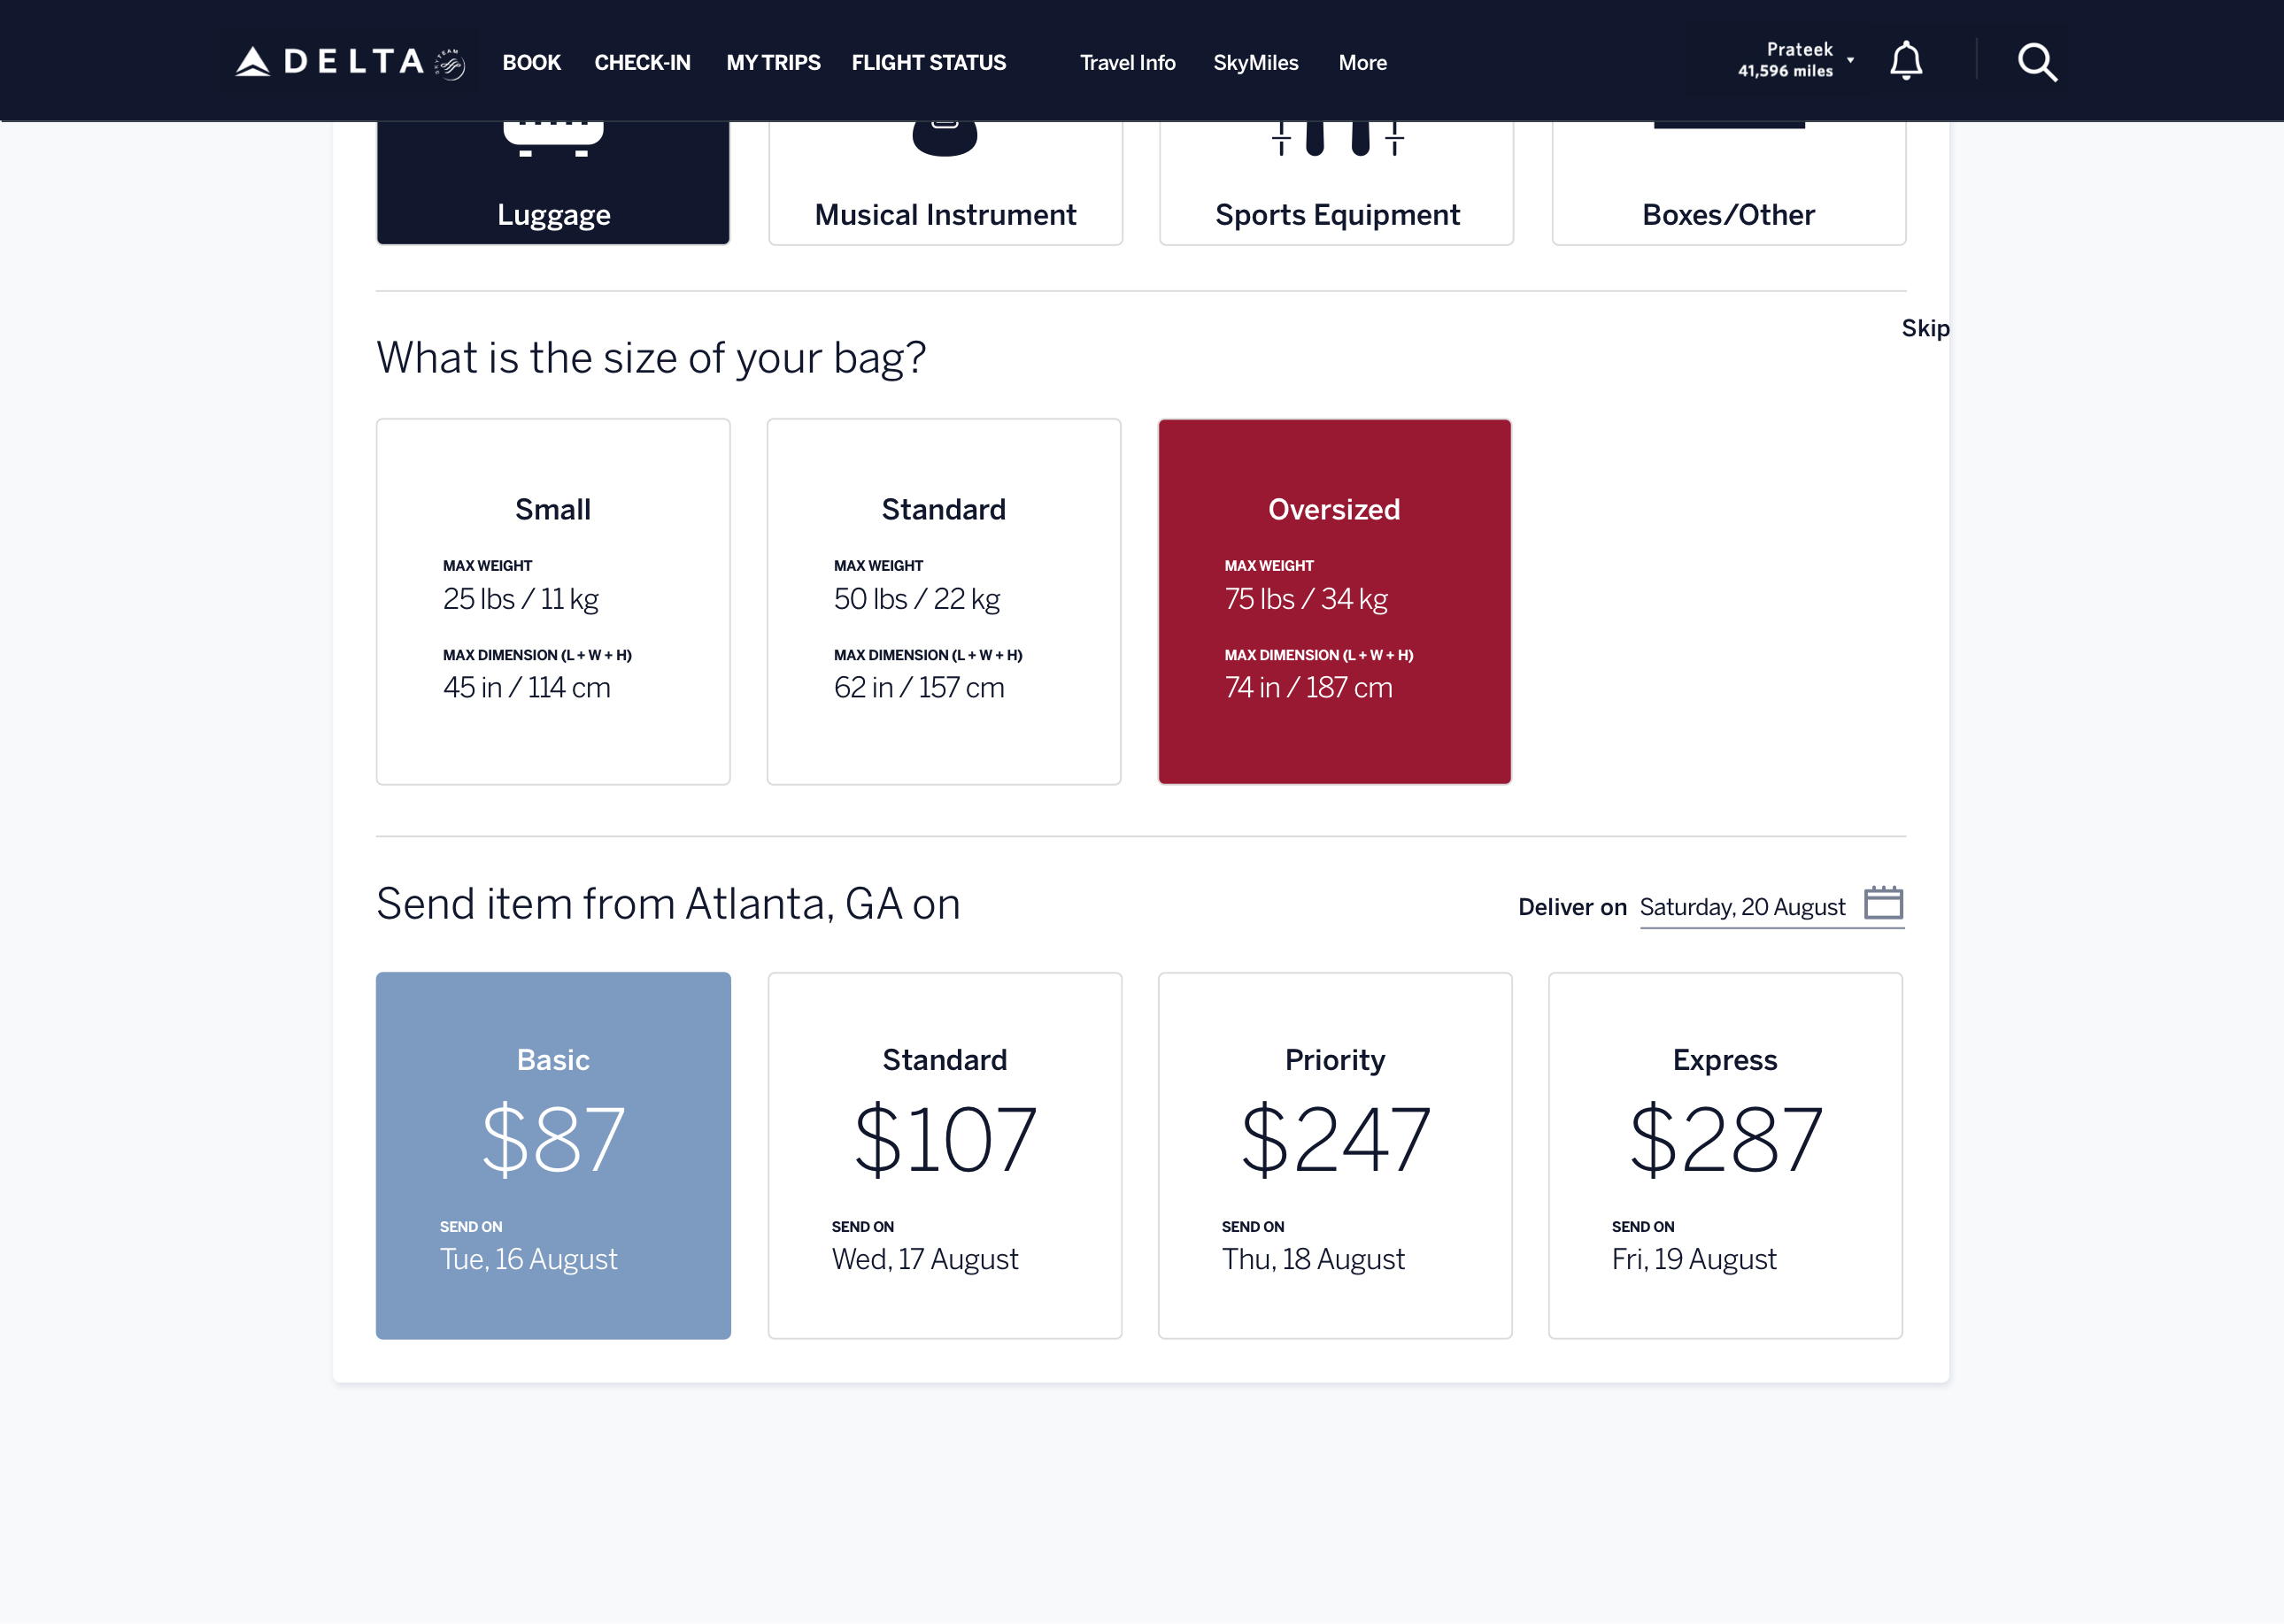 DELTA BOOK CHECK-IN MY TRIPS FLIGHT STATUS Travel Info SkyMiles More Prateek
41,596 miles
Luggage Musical Instrument Sports Equipment Boxes/Other
Skip
What is the size of your bag?
Small
MAX WEIGHT
25 lbs / 11 kg
MAX DIMENSION (L + W + H)
45 in / 114 cm
Standard
MAX WEIGHT
50 lbs / 22 kg
MAX DIMENSION (L + W + H)
62 in / 157 cm
Oversized
MAX WEIGHT
75 lbs / 34 kg
MAX DIMENSION (L + W + H)
74 in / 187 cm
Send item from Atlanta, GA on
Deliver on Saturday, 20 August
Basic
$87
SEND ON
Tue, 16 August
Standard
$107
SEND ON
Wed, 17 August
Priority
$247
SEND ON
Thu, 18 August
Express
$287
SEND ON
Fri, 19 August